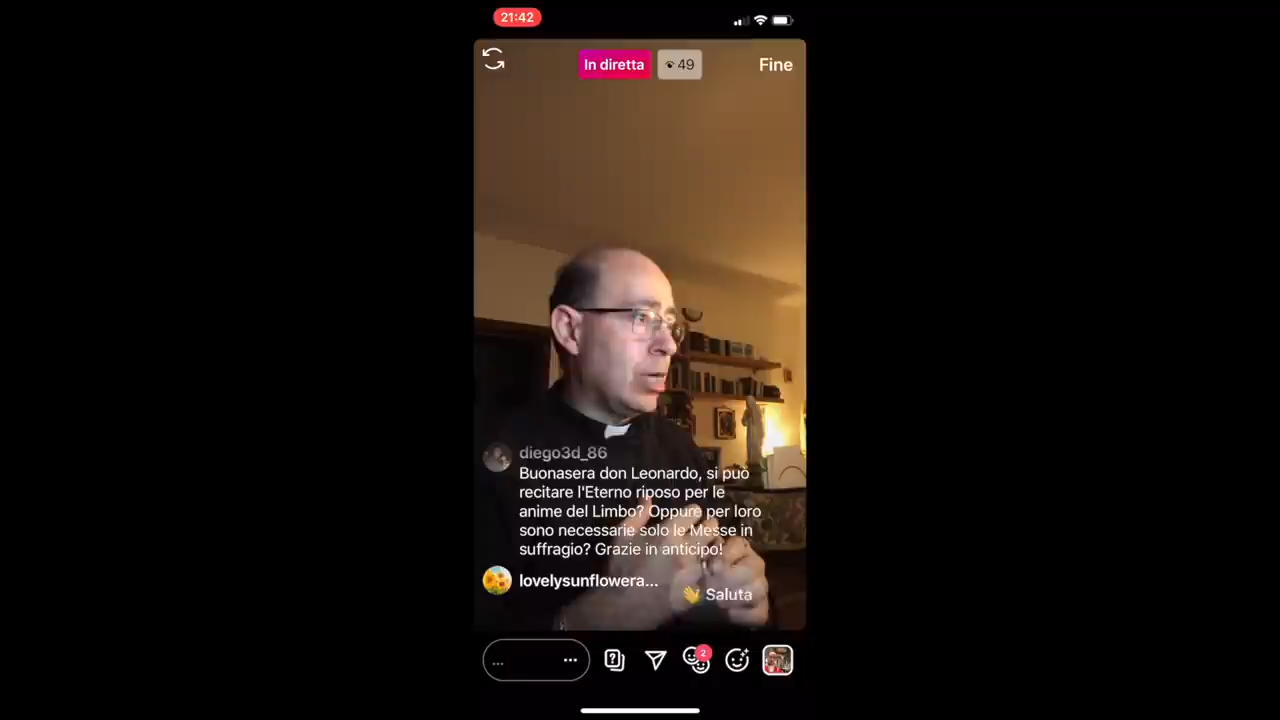 21:42
In diretta
49
Fine
diego3d_86
Buonasera don Leonardo, si può
recitare l'Eterno riposo per le
anime del Limbo? Oppure per loro
sono necessarie solo le Messe in
suffragio? Grazie in anticipo!
lovelysunflowera...
👋 Saluta
...
2